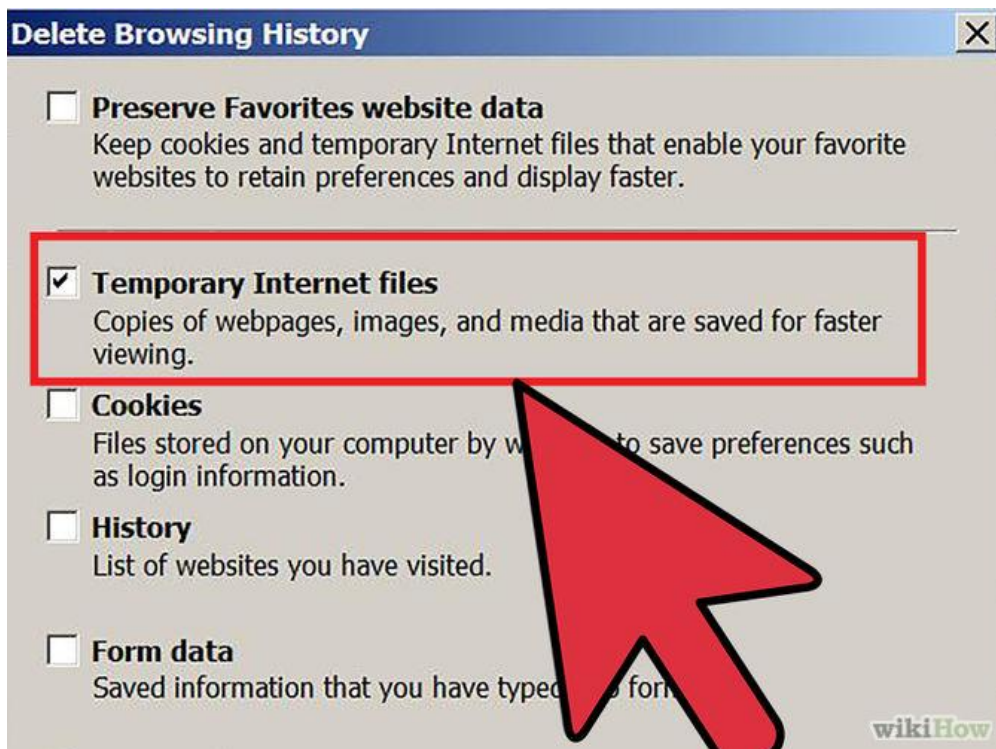 Delete Browsing History
Preserve Favorites website data
Keep cookies and temporary Internet files that enable your favorite
websites to retain preferences and display faster.
Temporary Internet files
Copies of webpages, images, and media that are saved for faster
viewing.
Cookies
Files stored on your computer by to save preferences such
as login information.
History
List of websites you have visited.
Form data
Saved information that you have typed
wikiHow